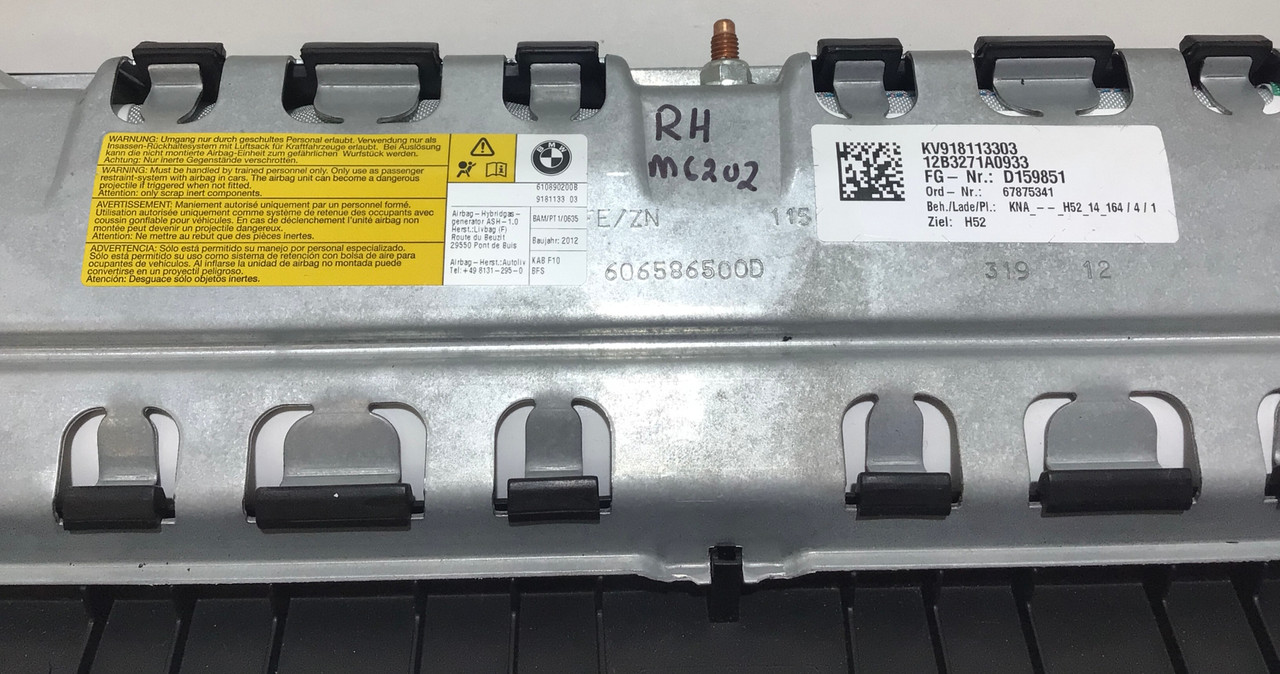 WARNUNG: Umgang nur durch geschultes Personal erlaubt. Verwendung nur als
Insassen-Rückhaltesystem mit Luftsack für Kraftfahrzeuge erlaubt. Bei Auslösung
kann die nicht montierte Airbag-Einheit zum gefährlichen Wurfstück werden.
Achtung: Nur inerte Gegenstände verschrotten.
WARNING: Must be handled by trained personnel only. Only use as passenger
restraint-system with airbag in cars. The airbag unit can become a dangerous
projectile if triggered when not fitted.
Attention: only scrap inert components.
AVERTISSEMENT: Maniement autorisé uniquement par un personnel formé.
Utilisation autorisée uniquement comme système de retenue des occupants avec
coussin gonflable pour véhicules. En cas de déclenchement l'unité airbag non
montée peut devenir un projectile dangereux.
Attention: Ne mettre au rebut que des pièces inertes.
ADVERTENCIA: Sólo está permitido su manejo por personal especializado.
Sólo está permitido su uso como sistema de retención con bolsa de aire para
ocupantes de vehículos. Al inflarse la unidad de airbag no montada puede
convertirse en un proyectil peligroso.
Atención: Desguace sólo objetos inertes.
BMW
610890200B
9181133 03
Airbag-Hybridgas-
generator ASH-1.0
Herst.:Livbag (F)
Route du Beuzit
29590 Pont de Buis
BAM/PT1/0635
Baujahr: 2012
Airbag-Herst.:Autoliv
Tel:+49 8131-295-0
KAB F10
BFS
RH
M6202
FE/ZN 115
606586500D
319 12
KV918113303
12B3271A0933
FG-Nr.: D159851
Ord-Nr.: 67875341
Beh./Lade/Pl.: KNA_--_H52_14_164/4/1
Ziel: H52